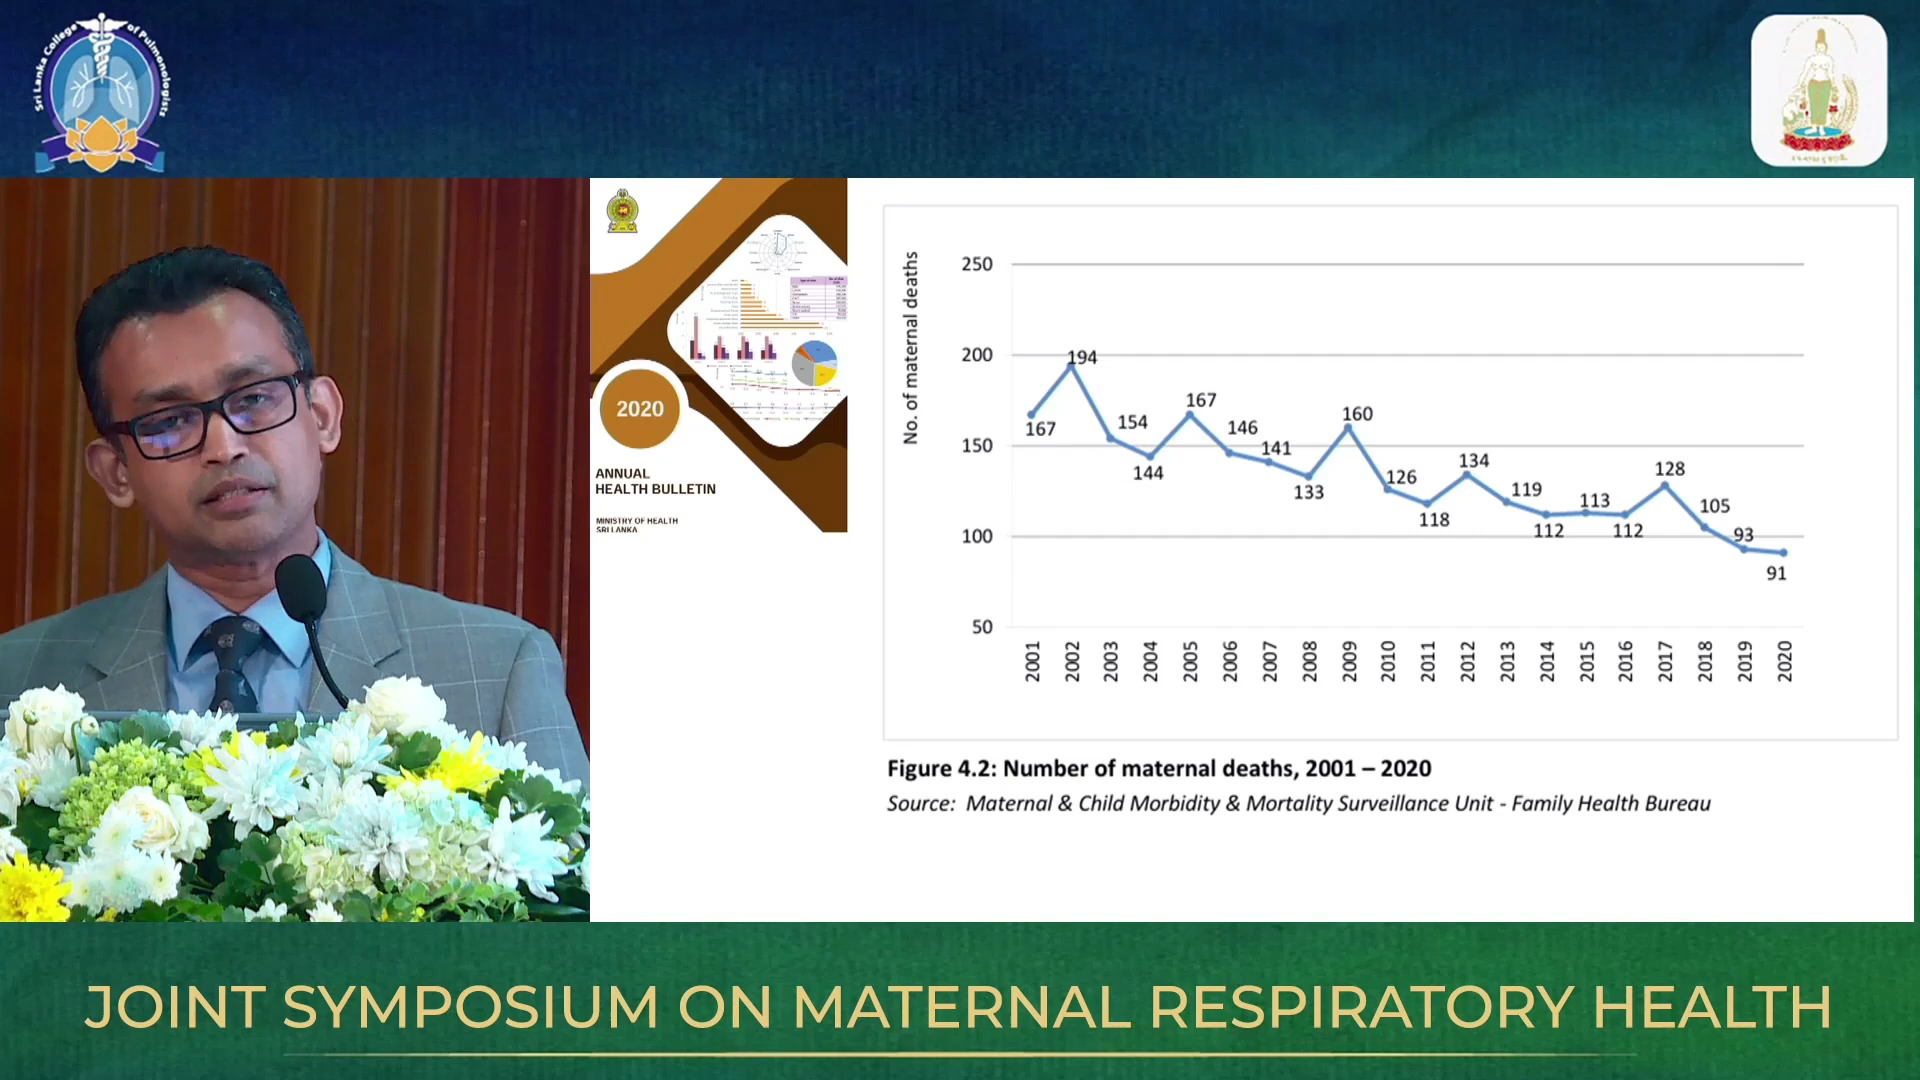 Sri Lanka College of Pulmonologists
2020
ANNUAL
HEALTH BULLETIN
MINISTRY OF HEALTH
SRI LANKA
No. of maternal deaths
250
200
150
100
50
167
194
154
144
167
146
141
133
160
126
118
134
119
112
113
112
128
105
93
91
2001 2002 2003 2004 2005 2006 2007 2008 2009 2010 2011 2012 2013 2014 2015 2016 2017 2018 2019 2020
Figure 4.2: Number of maternal deaths, 2001 – 2020
Source: Maternal & Child Morbidity & Mortality Surveillance Unit - Family Health Bureau
JOINT SYMPOSIUM ON MATERNAL RESPIRATORY HEALTH